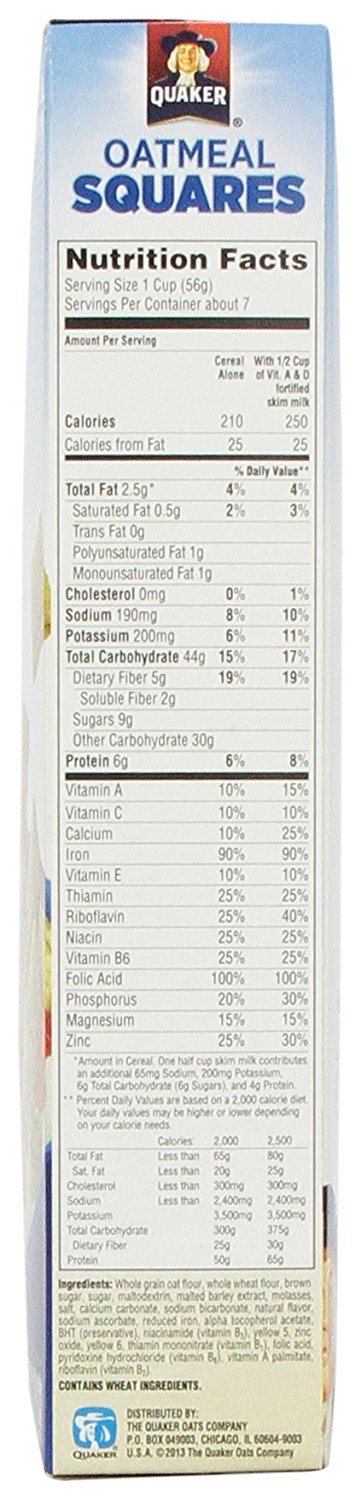 QUAKER
®
OATMEAL
SQUARES
Nutrition Facts
Serving Size 1 Cup (56g)
Servings Per Container about 7
Amount Per Serving
Cereal With 1/2 Cup
Alone of Vit. A & D
fortified
skim milk
Calories 210 250
Calories from Fat 25 25
% Daily Value**
Total Fat 2.5g* 4% 4%
Saturated Fat 0.5g 2% 3%
Trans Fat 0g
Polyunsaturated Fat 1g
Monounsaturated Fat 1g
Cholesterol 0mg 0% 1%
Sodium 190mg 8% 10%
Potassium 200mg 6% 11%
Total Carbohydrate 44g 15% 17%
Dietary Fiber 5g 19% 19%
Soluble Fiber 2g
Sugars 9g
Other Carbohydrate 30g
Protein 6g 6% 8%
Vitamin A 10% 15%
Vitamin C 10% 10%
Calcium 10% 25%
Iron 90% 90%
Vitamin E 10% 10%
Thiamin 25% 25%
Riboflavin 25% 40%
Niacin 25% 25%
Vitamin B6 25% 25%
Folic Acid 100% 100%
Phosphorus 20% 30%
Magnesium 15% 15%
Zinc 25% 30%
*Amount in Cereal. One half cup skim milk contributes
an additional 65mg Sodium, 200mg Potassium,
6g Total Carbohydrate (6g Sugars), and 4g Protein.
** Percent Daily Values are based on a 2,000 calorie diet.
Your daily values may be higher or lower depending
on your calorie needs.
Calories: 2,000 2,500
Total Fat Less than 65g 80g
Sat. Fat Less than 20g 25g
Cholesterol Less than 300mg 300mg
Sodium Less than 2,400mg 2,400mg
Potassium 3,500mg 3,500mg
Total Carbohydrate 300g 375g
Dietary Fiber 25g 30g
Protein 50g 65g
Ingredients: Whole grain oat flour, whole wheat flour, brown
sugar, sugar, maltodextrin, malted barley extract, molasses,
salt, calcium carbonate, sodium bicarbonate, natural flavor,
sodium ascorbate, reduced iron, alpha tocopherol acetate,
BHT (preservative), niacinamide (vitamin B₃), yellow 5, zinc
oxide, yellow 6, thiamin mononitrate (vitamin B₁), folic acid,
pyridoxine hydrochloride (vitamin B₆), vitamin A palmitate,
riboflavin (vitamin B₂).
CONTAINS WHEAT INGREDIENTS.
DISTRIBUTED BY:
THE QUAKER OATS COMPANY
P.O. BOX 049003, CHICAGO, IL 60604-9003
U.S.A. ©2013 The Quaker Oats Company
QUAKER